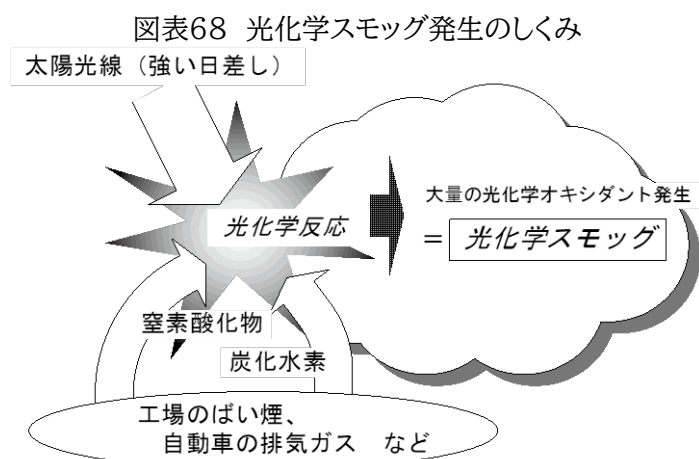 図表68 光化学スモッグ発生のしくみ
太陽光線（強い日差し）
光化学反応
大量の光化学オキシダント発生
＝ 光化学スモッグ
窒素酸化物
炭化水素
工場のばい煙、
自動車の排気ガス　など